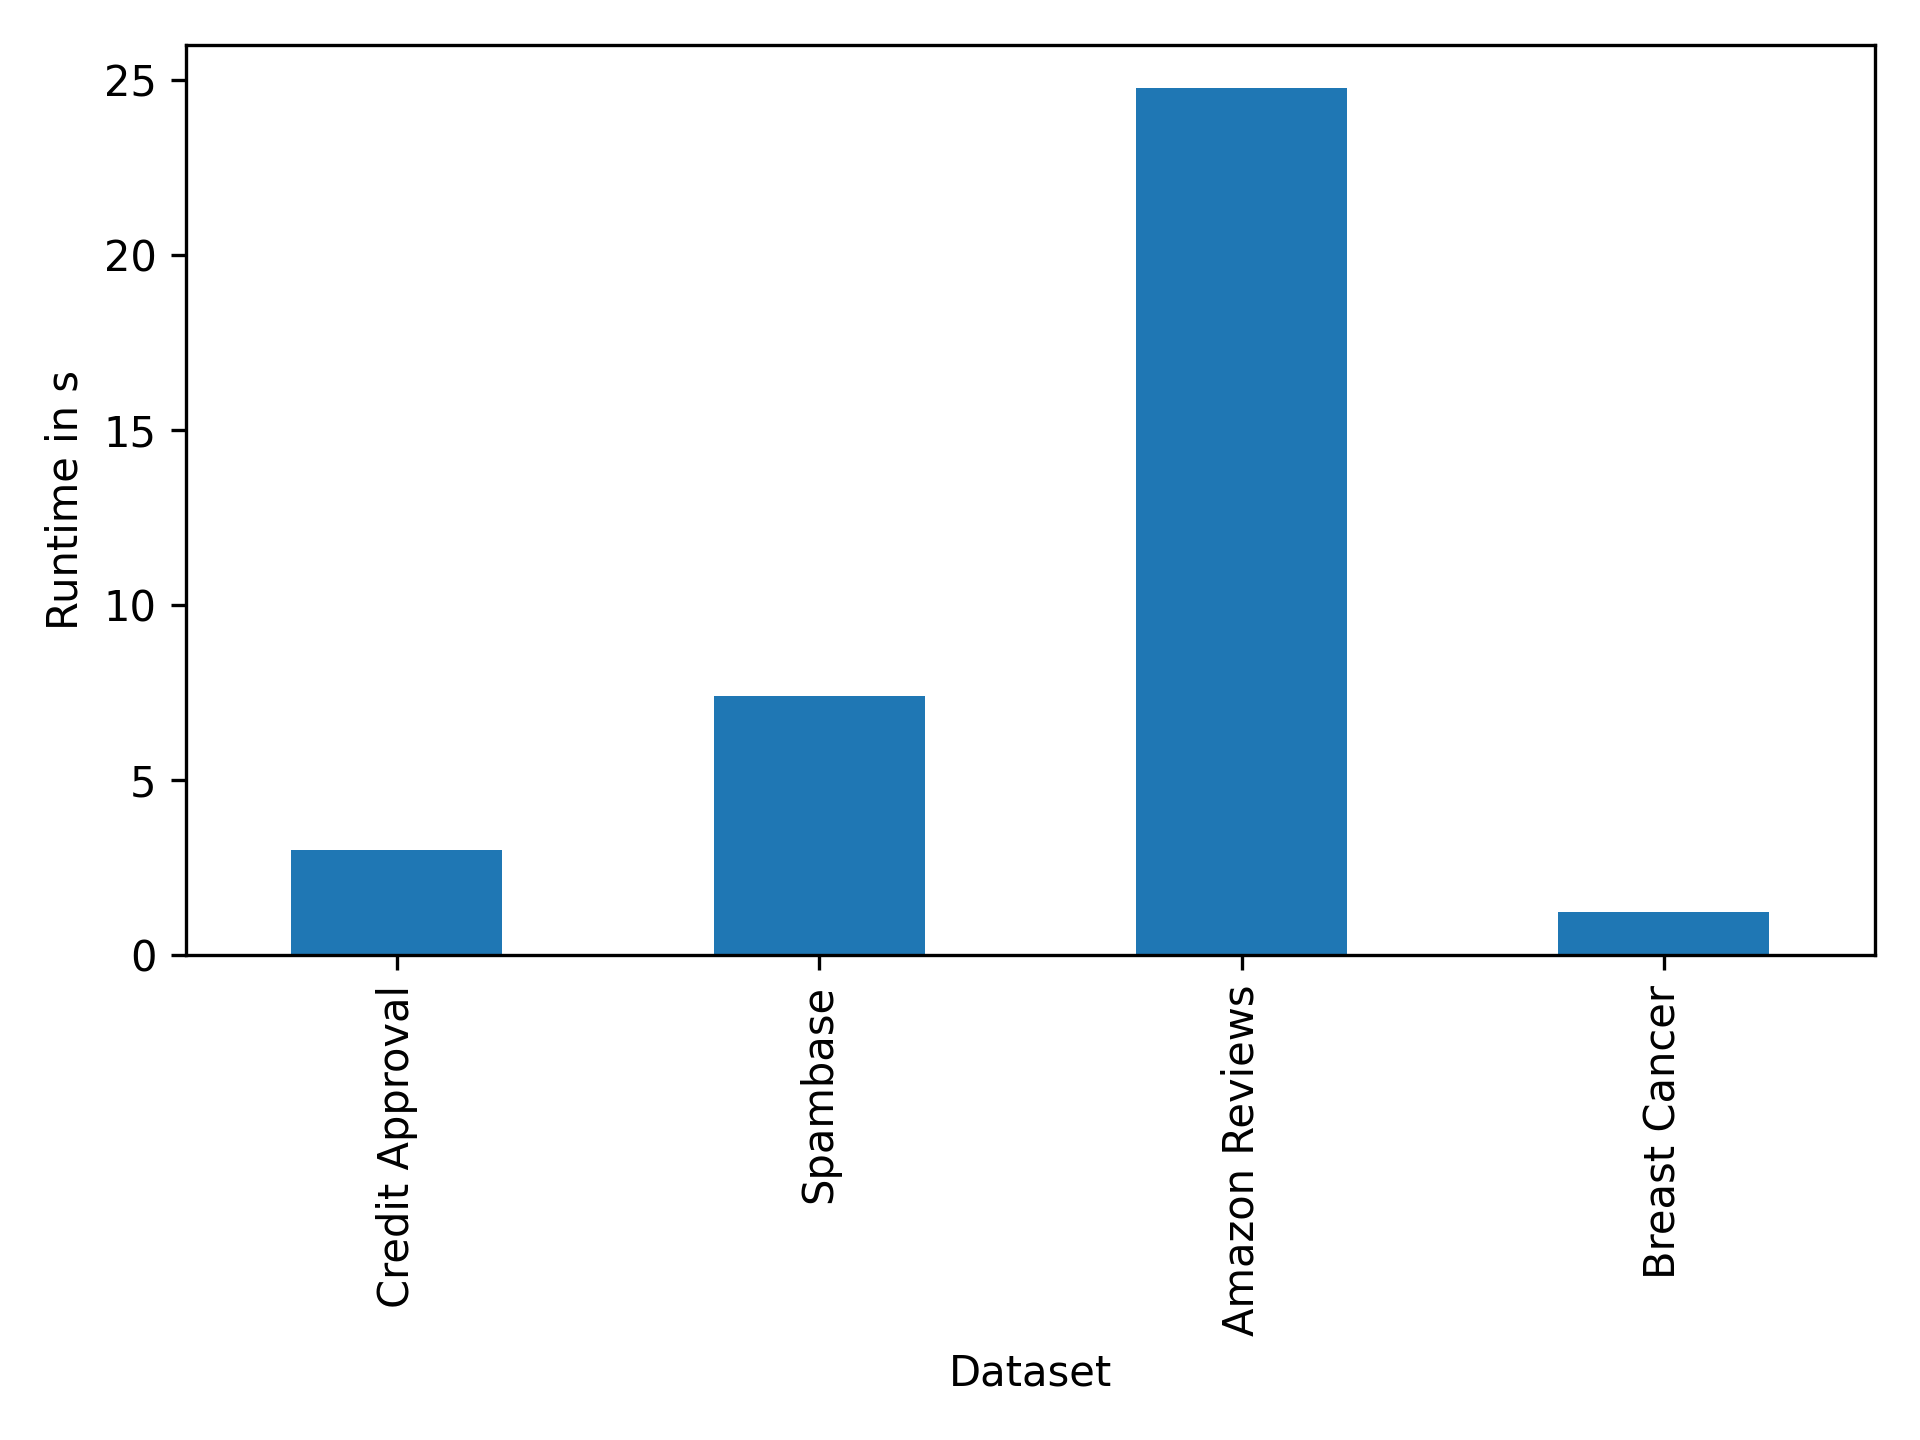 25
20
15
10
5
0
Runtime in s
Credit Approval
Spambase
Amazon Reviews
Breast Cancer
Dataset